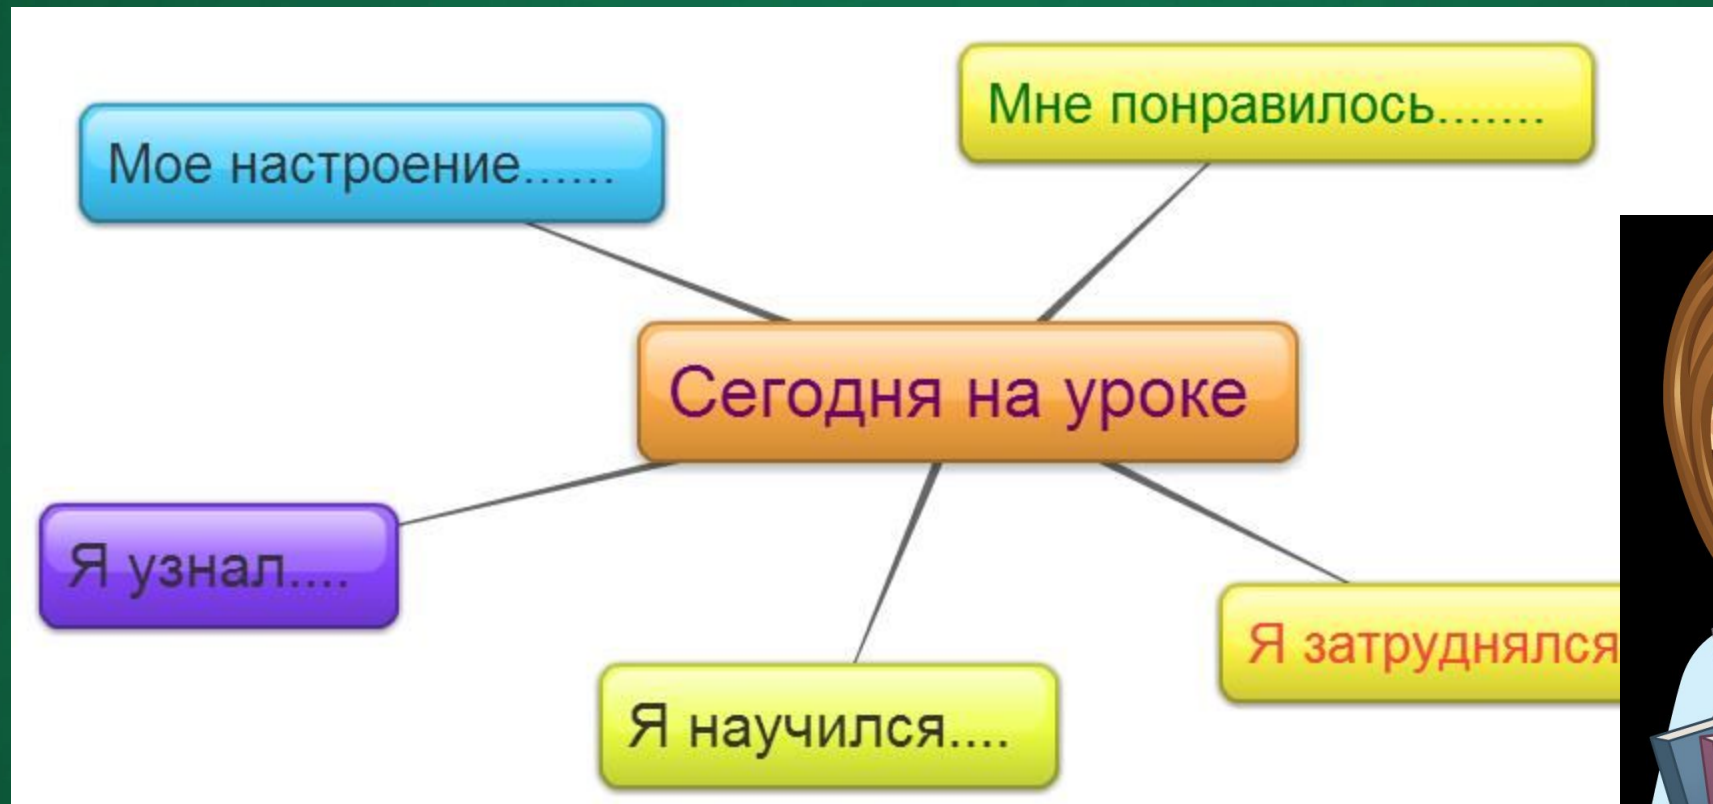 Мне понравилось.......
Мое настроение......
Сегодня на уроке
Я узнал....
Я затруднялся
Я научился....